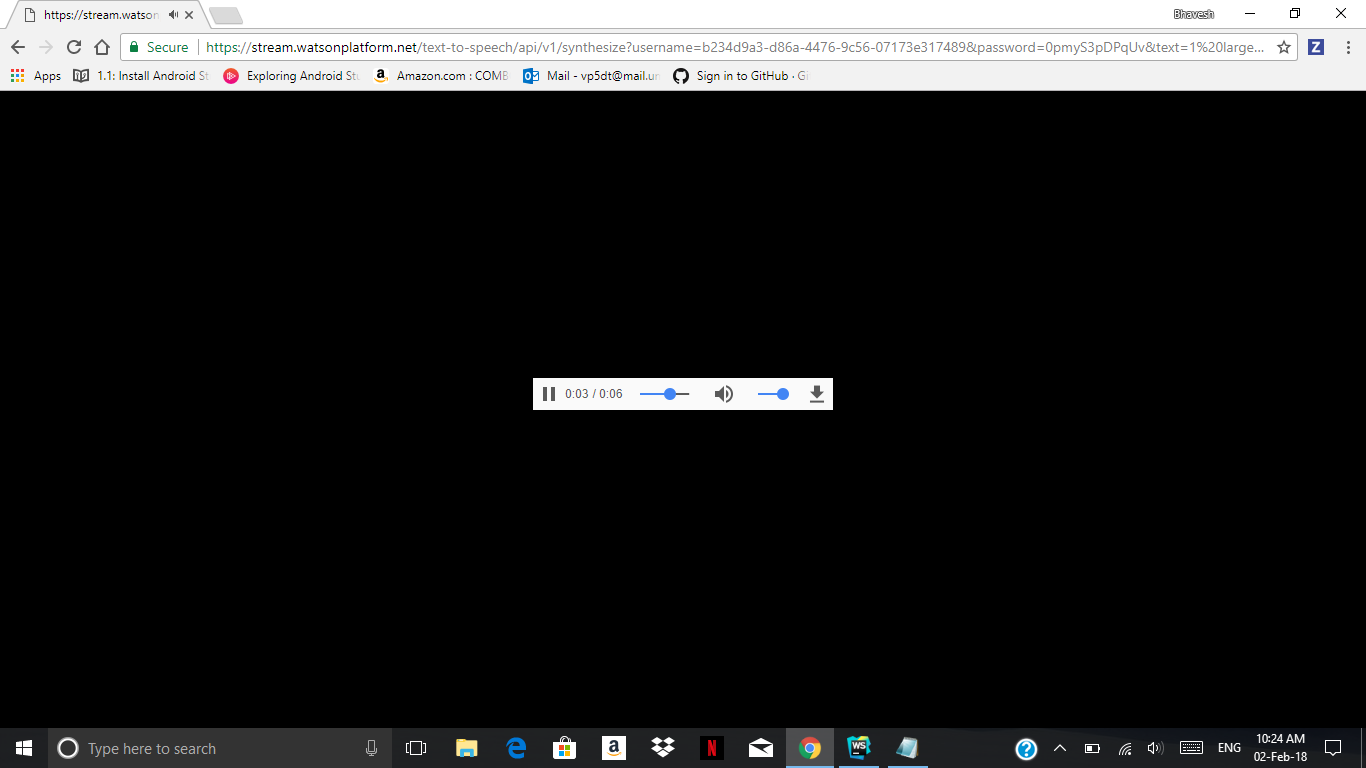 https://stream.watson
Bhavesh
Secure https://stream.watsonplatform.net/text-to-speech/api/v1/synthesize?username=b234d9a3-d86a-4476-9c56-07173e317489&password=0pmyS3pDPqUv&text=1%20large...
Z
Apps 1.1: Install Android St Exploring Android Stu a Amazon.com : COMB Mail - vp5dt@mail.um Sign in to GitHub · Gi
0:03 / 0:06
Type here to search a N WS ? ENG 10:24 AM
02-Feb-18